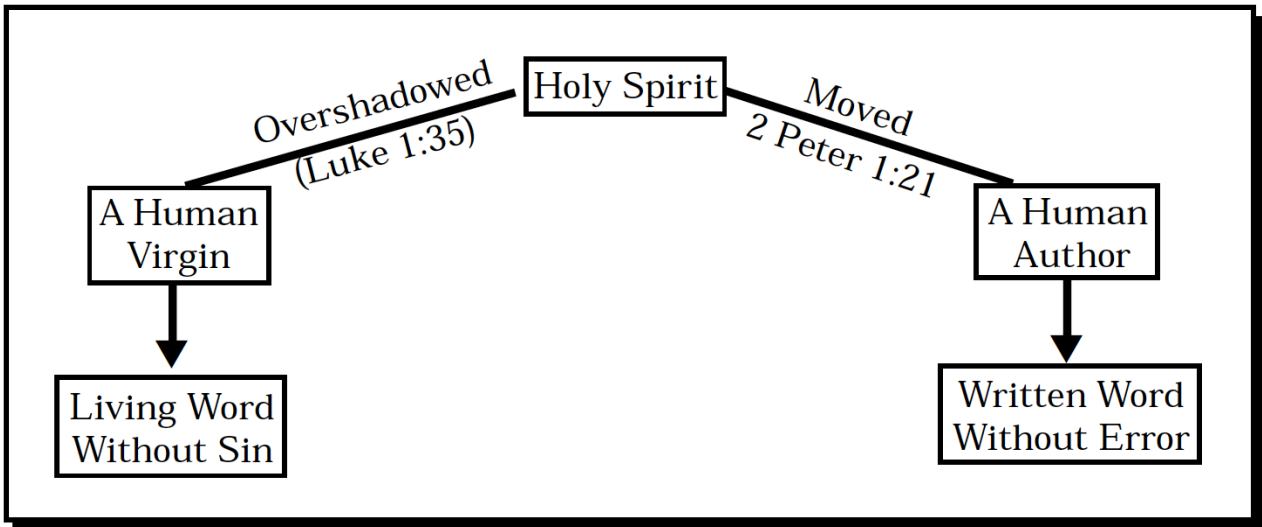 Holy Spirit
Overshadowed
(Luke 1:35)
Moved
2 Peter 1:21
A Human
Virgin
A Human
Author
Living Word
Without Sin
Written Word
Without Error